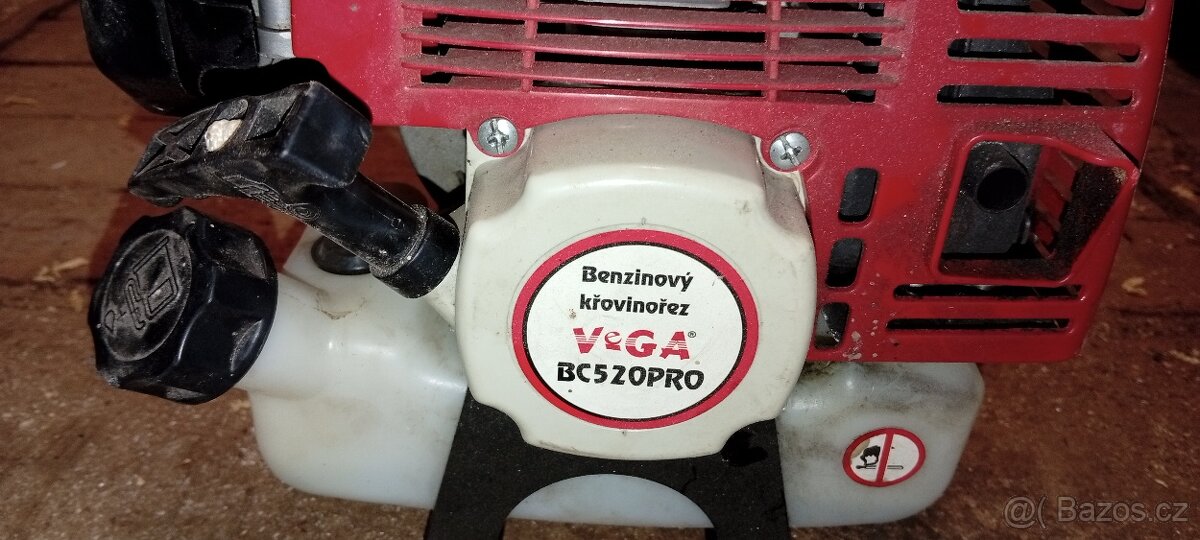 Benzinový
křovinořez
VeGA®
BC520PRO
@( Bazos.cz